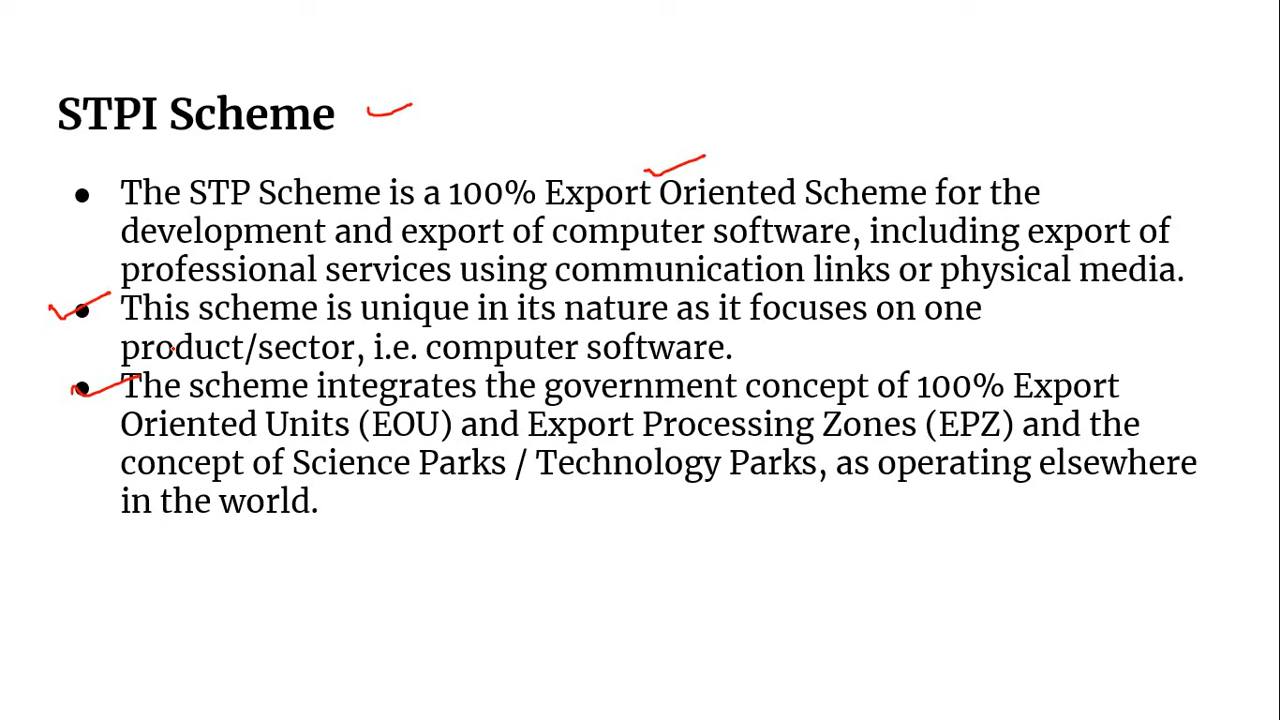 STPI Scheme
● The STP Scheme is a 100% Export Oriented Scheme for the
development and export of computer software, including export of
professional services using communication links or physical media.
● This scheme is unique in its nature as it focuses on one
product/sector, i.e. computer software.
● The scheme integrates the government concept of 100% Export
Oriented Units (EOU) and Export Processing Zones (EPZ) and the
concept of Science Parks / Technology Parks, as operating elsewhere
in the world.